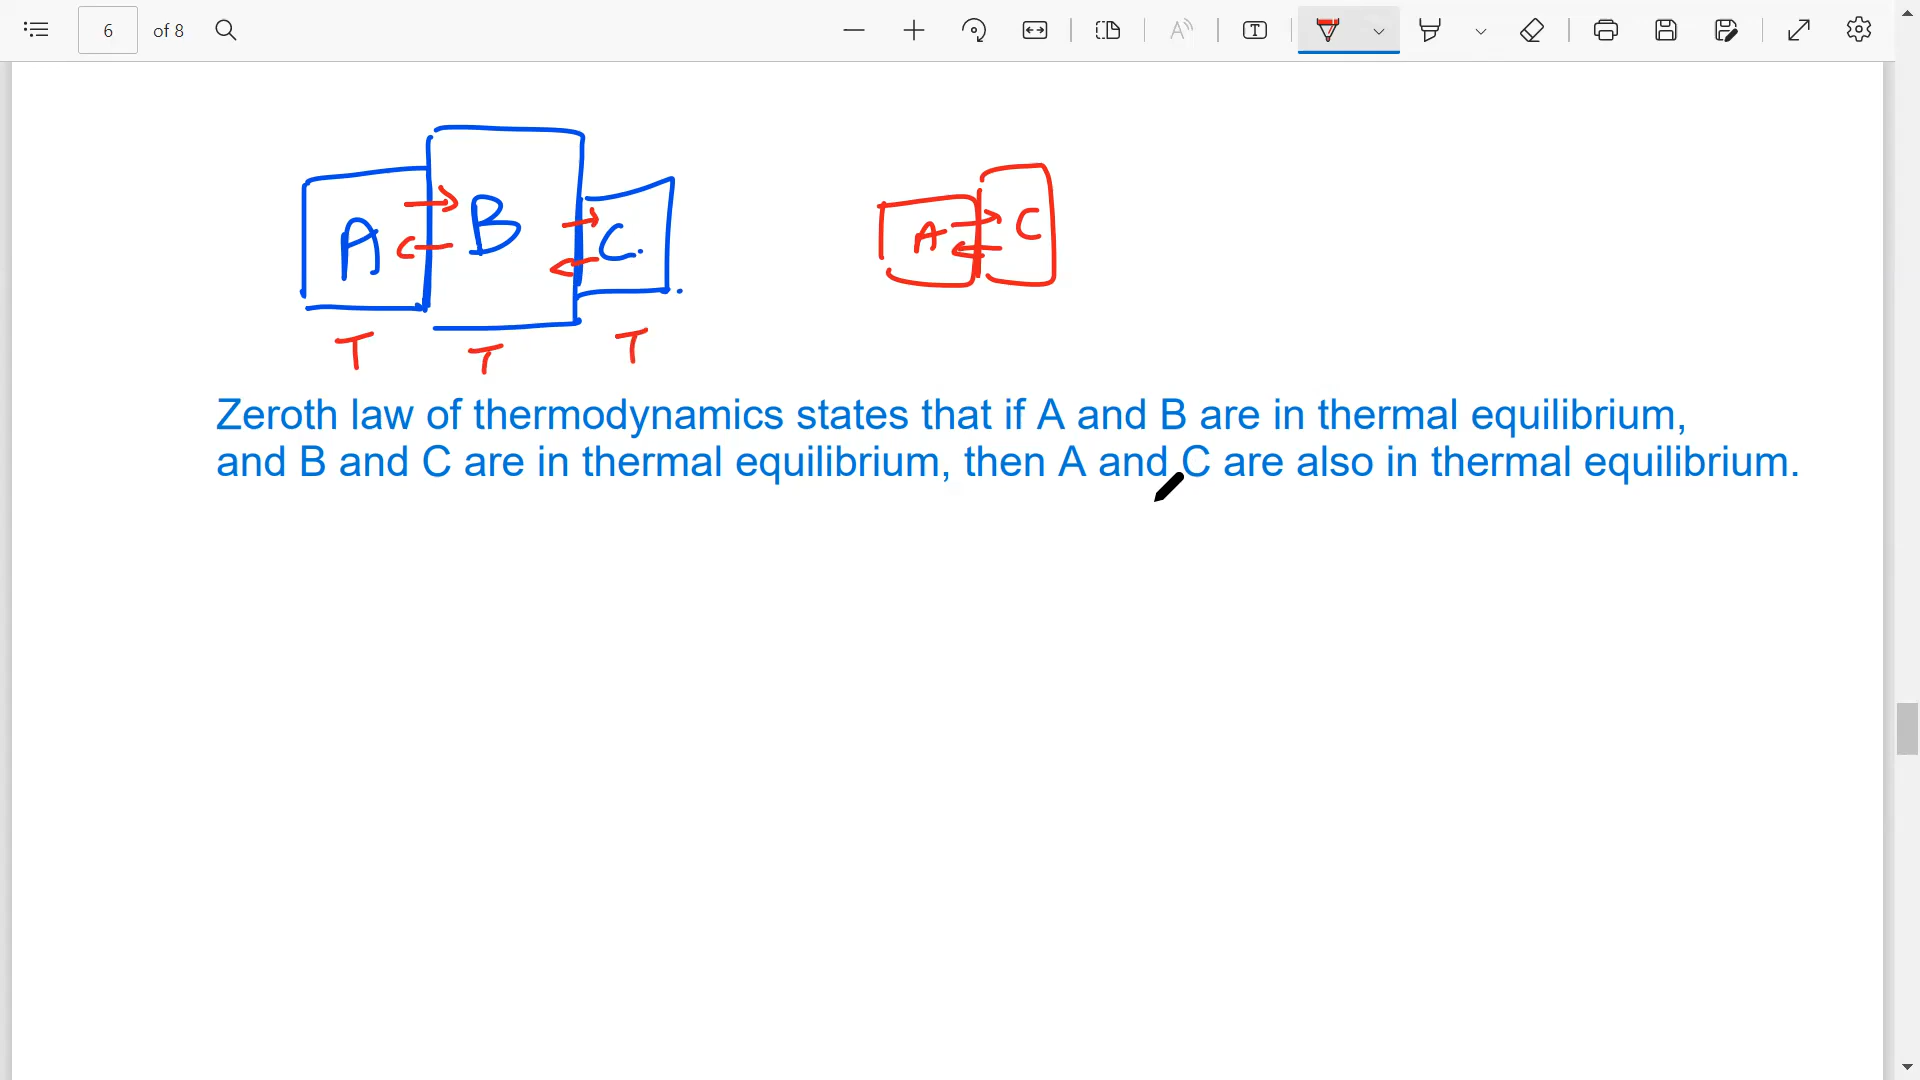 6 of 8
A B C.
A C
T T T
Zeroth law of thermodynamics states that if A and B are in thermal equilibrium,
and B and C are in thermal equilibrium, then A and C are also in thermal equilibrium.